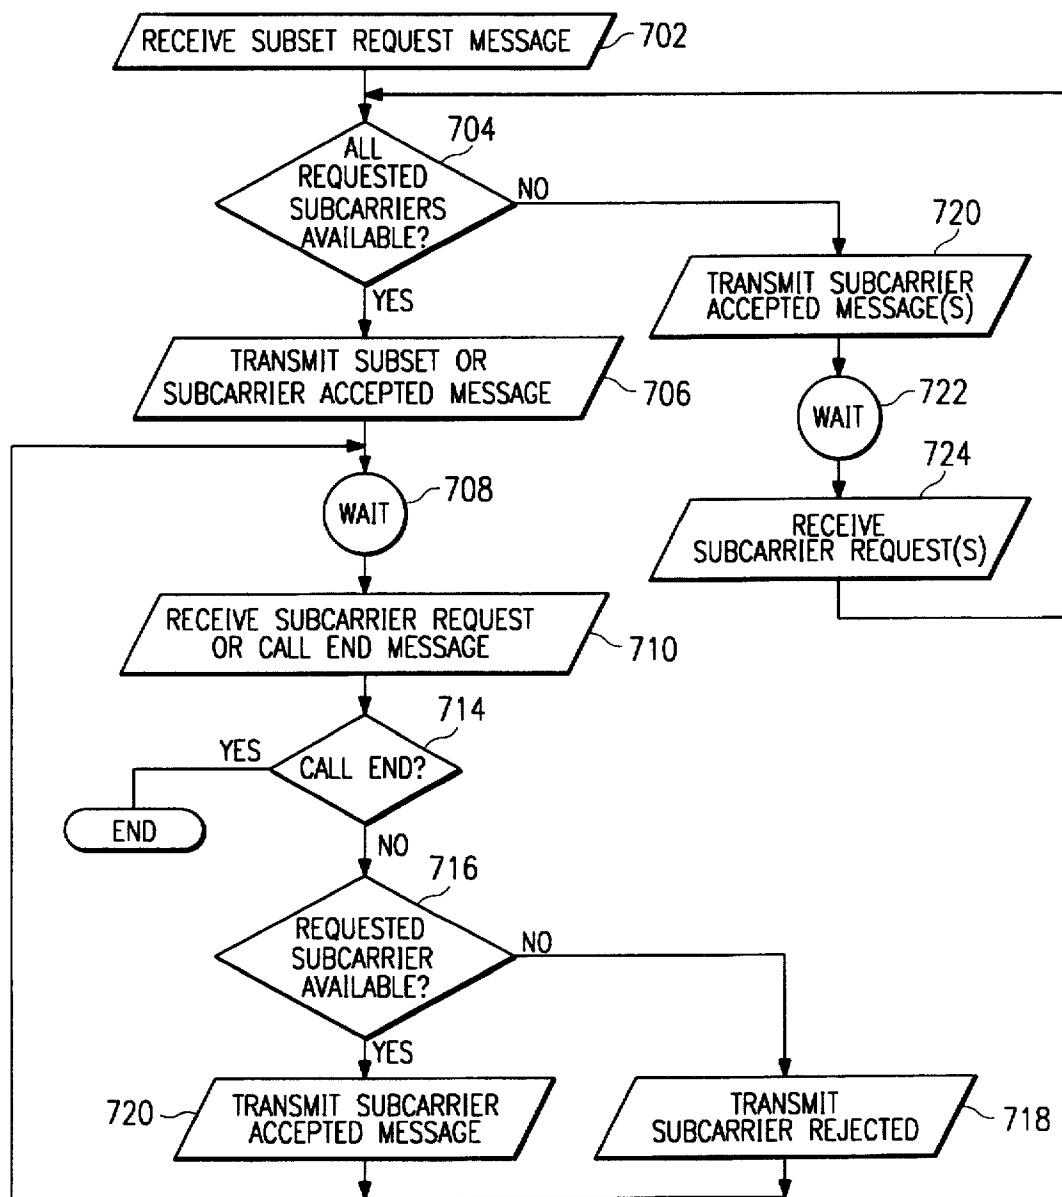 RECEIVE SUBSET REQUEST MESSAGE
702
704
ALL
REQUESTED
SUBCARRIERS
AVAILABLE?
NO
YES
720
TRANSMIT SUBCARRIER
ACCEPTED MESSAGE(S)
TRANSMIT SUBSET OR
SUBCARRIER ACCEPTED MESSAGE
706
WAIT
722
724
RECEIVE
SUBCARRIER REQUEST(S)
WAIT
708
RECEIVE SUBCARRIER REQUEST
OR CALL END MESSAGE
710
714
CALL END?
YES
END
NO
716
REQUESTED
SUBCARRIER
AVAILABLE?
NO
YES
720
TRANSMIT SUBCARRIER
ACCEPTED MESSAGE
TRANSMIT
SUBCARRIER REJECTED
718